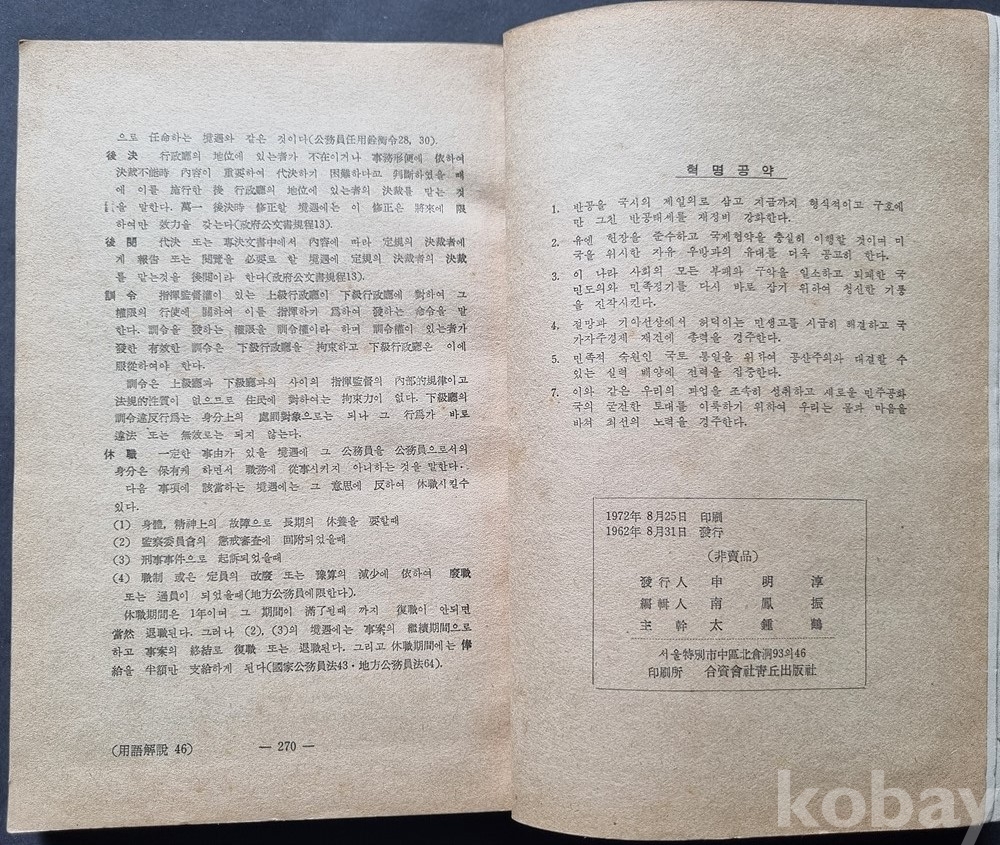 으로 任命하는 境遇와 같은 것이다(公務員任用銓衡令28, 30).
後決 行政廳의 地位에 있는者가 不在이거나 事務形便에 依하여
決裁不能時 內容이 重要하여 代決하기 困難하다고 判斷하였을 때
에 이를 施行한 後 行政廳의 地位에 있는者의 決裁를 맡는 것
을 말한다. 萬一 後決時 修正할 境遇에는 이 修正은 將來에 限
하여만 效力을 갖는다(政府公文書規程13).
後閱 代決 또는 專決文書中에서 內容에 따라 定規의 決裁者에
게 報告 또는 閱覽을 必要로 할 境遇에 定規의 決裁者의 決裁
를 맡는것을 後閱이라 한다(政府公文書規程13).
訓令 指揮監督權이 있는 上級行政廳이 下級行政廳에 對하여 그
權限의 行使에 關하여 이를 指揮하기 爲하여 發하는 命令을 말
한다. 訓令을 發하는 權限을 訓令權이라 하며 訓令權이 있는者가
發한 有效한 訓令은 下級行政廳을 拘束하고 下級行政廳은 이에
服從하여야 한다.
訓令은 上級廳과 下級廳과의 사이의 指揮監督의 內部的規律이고
法規的性質이 없으므로 住民에 對하여는 拘束力이 없다. 下級廳의
訓令違反行爲는 身分上의 處罰對象으로는 되나 그 行爲가 바로
違法 또는 無效로는 되지 않는다.
休職 一定한 事由가 있을 境遇에 그 公務員을 公務員으로서의
身分은 保有케 하면서 職務에 從事시키지 아니하는 것을 말한다.
다음 事項에 該當하는 境遇에는 그 意思에 反하여 休職시킬수
있다.
(1) 身體, 精神上의 故障으로 長期의 休養을 要할때
(2) 監察委員會의 懲戒審査에 回附되었을때
(3) 刑事事件으로 起訴되었을때
(4) 職制 或은 定員의 改廢 또는 豫算의 減少에 依하여 廢職
또는 過員이 되었을때(地方公務員에限한다).
休職期間은 1年이며 그 期間이 滿了된때 까지 復職이 안되면
當然 退職된다. 그러나 (2), (3)의 境遇에는 事案의 繼續期間으로
하고 事案의 終結로 復職 또는 退職된다. 그리고 休職期間에는 俸
給을 半額만 支給하게 된다(國家公務員法43·地方公務員法64).
(用語解說 46)
— 270 —
혁명공약
1. 반공을 국시의 제일의로 삼고 지금까지 형식적이고 구호에
만 그친 반공태세를 재정비 강화한다.
2. 유엔 헌장을 준수하고 국제협약을 충실히 이행할 것이며 미
국을 위시한 자유 우방과의 유대를 더욱 공고히 한다.
3. 이 나라 사회의 모든 부패와 구악을 일소하고 퇴폐한 국
민도의와 민족정기를 다시 바로 잡기 위하여 청신한 기풍
을 진작시킨다.
4. 절망과 기아선상에서 허덕이는 민생고를 시급히 해결하고 국
가자주경제 재건에 총력을 경주한다.
5. 민족적 숙원인 국토 통일을 위하여 공산주의와 대결할 수
있는 실력 배양에 전력을 집중한다.
7. 이와 같은 우리의 과업을 조속히 성취하고 새로운 민주공화
국의 굳건한 토대를 이룩하기 위하여 우리는 몸과 마음을
바쳐 최선의 노력을 경주한다.
1972年 8月25日 印刷
1962年 8月31日 發行
(非賣品)
發行人 申明淳
編輯人 南鳳振
主幹 太鍾鶴
서울特別市中區北倉洞93의46
印刷所 合資會社靑丘出版社
kobay